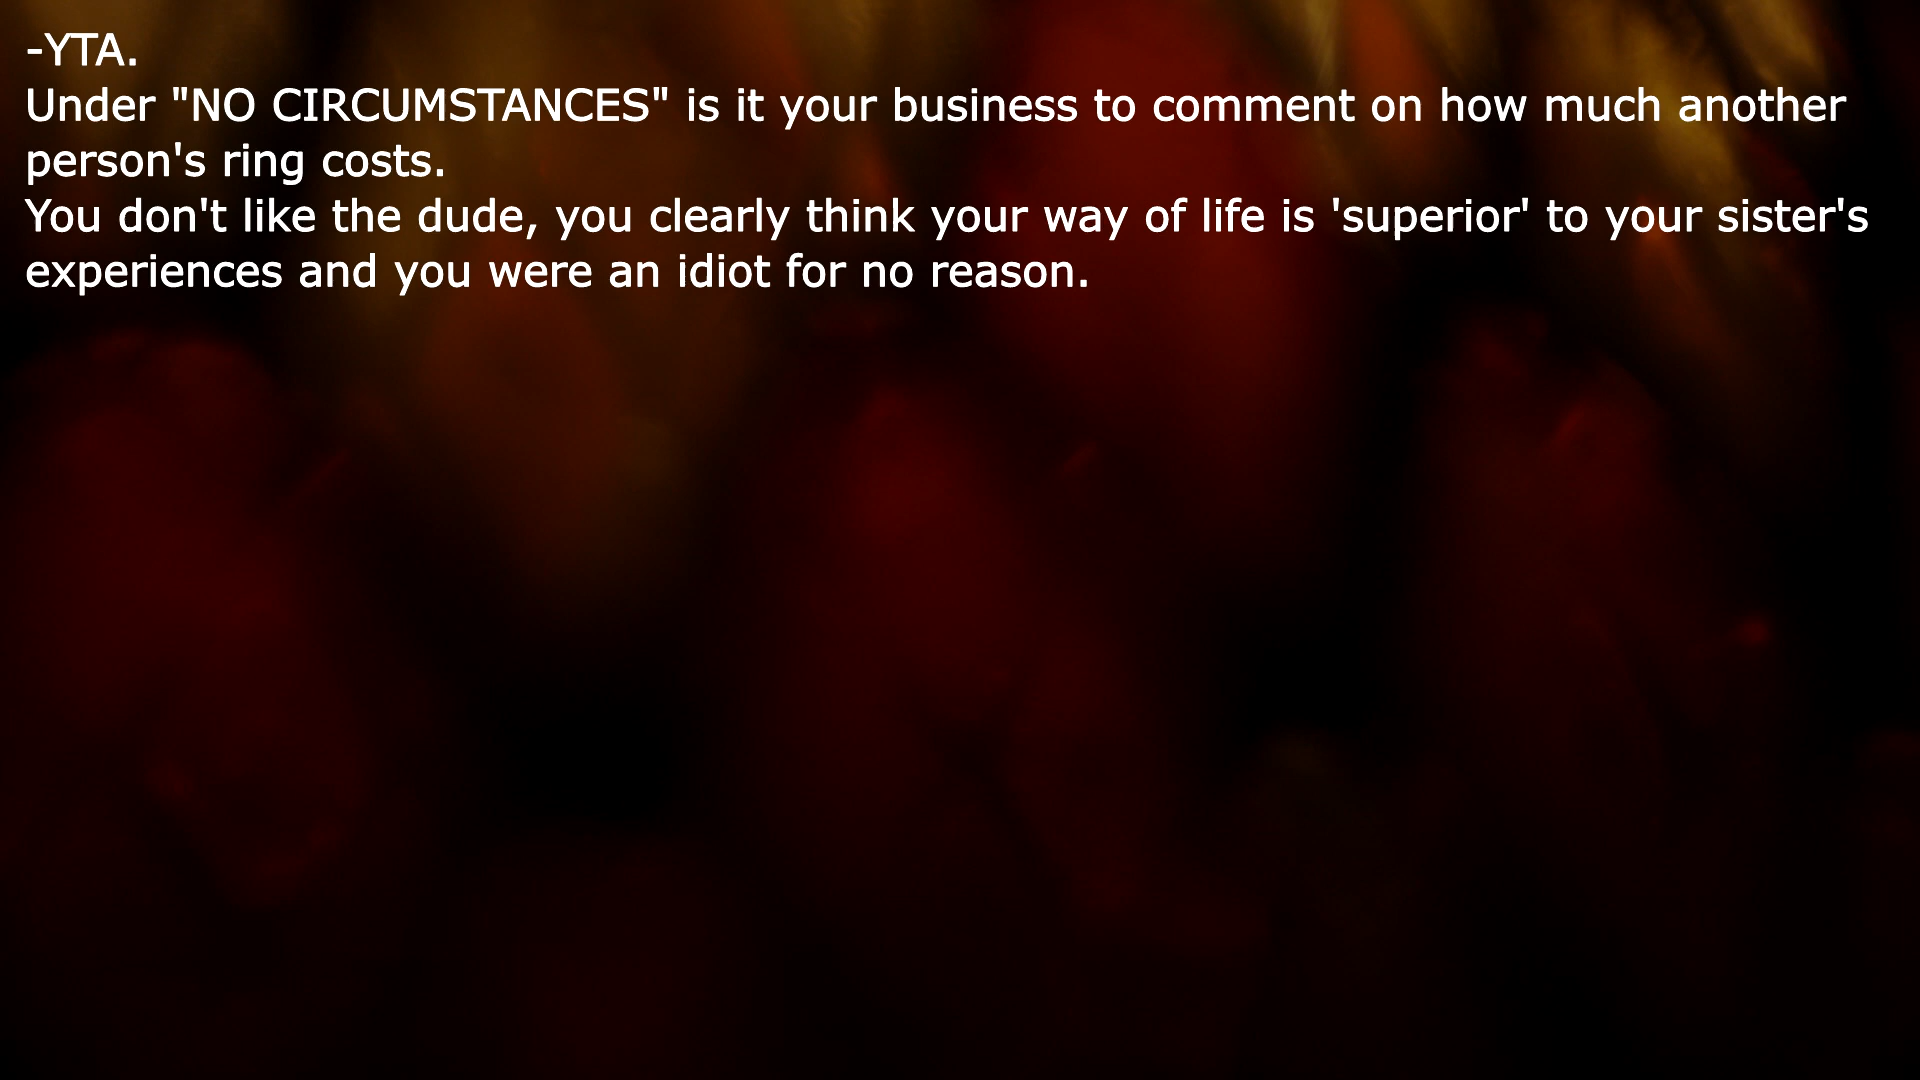 -YTA.
Under "NO CIRCUMSTANCES" is it your business to comment on how much another
person's ring costs.
You don't like the dude, you clearly think your way of life is 'superior' to your sister's
experiences and you were an idiot for no reason.